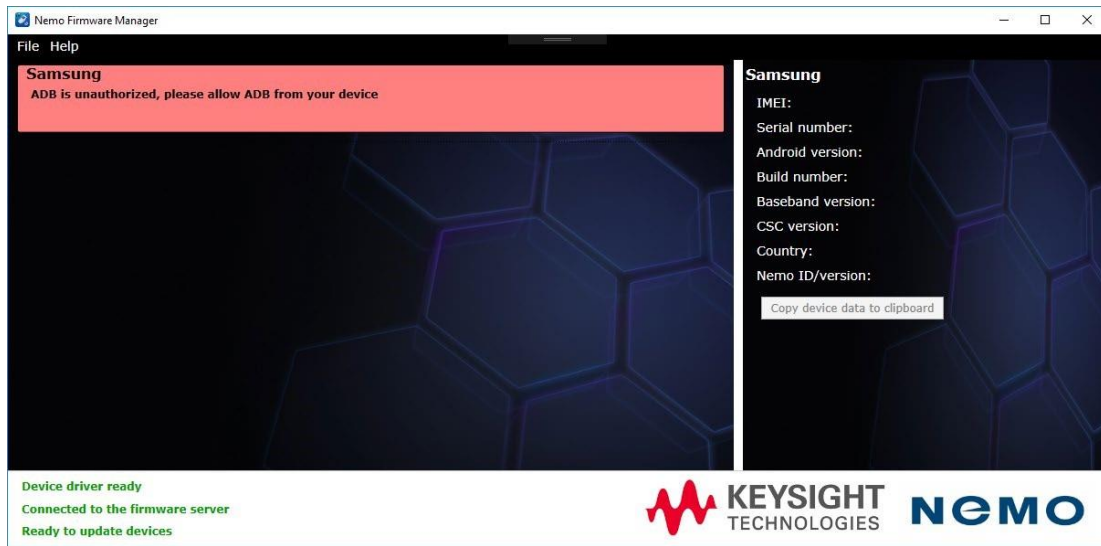 Nemo Firmware Manager
File Help
Samsung
ADB is unauthorized, please allow ADB from your device
Samsung
IMEI:
Serial number:
Android version:
Build number:
Baseband version:
CSC version:
Country:
Nemo ID/version:
Copy device data to clipboard
Device driver ready
Connected to the firmware server
Ready to update devices
KEYSIGHT
TECHNOLOGIES
NeMO